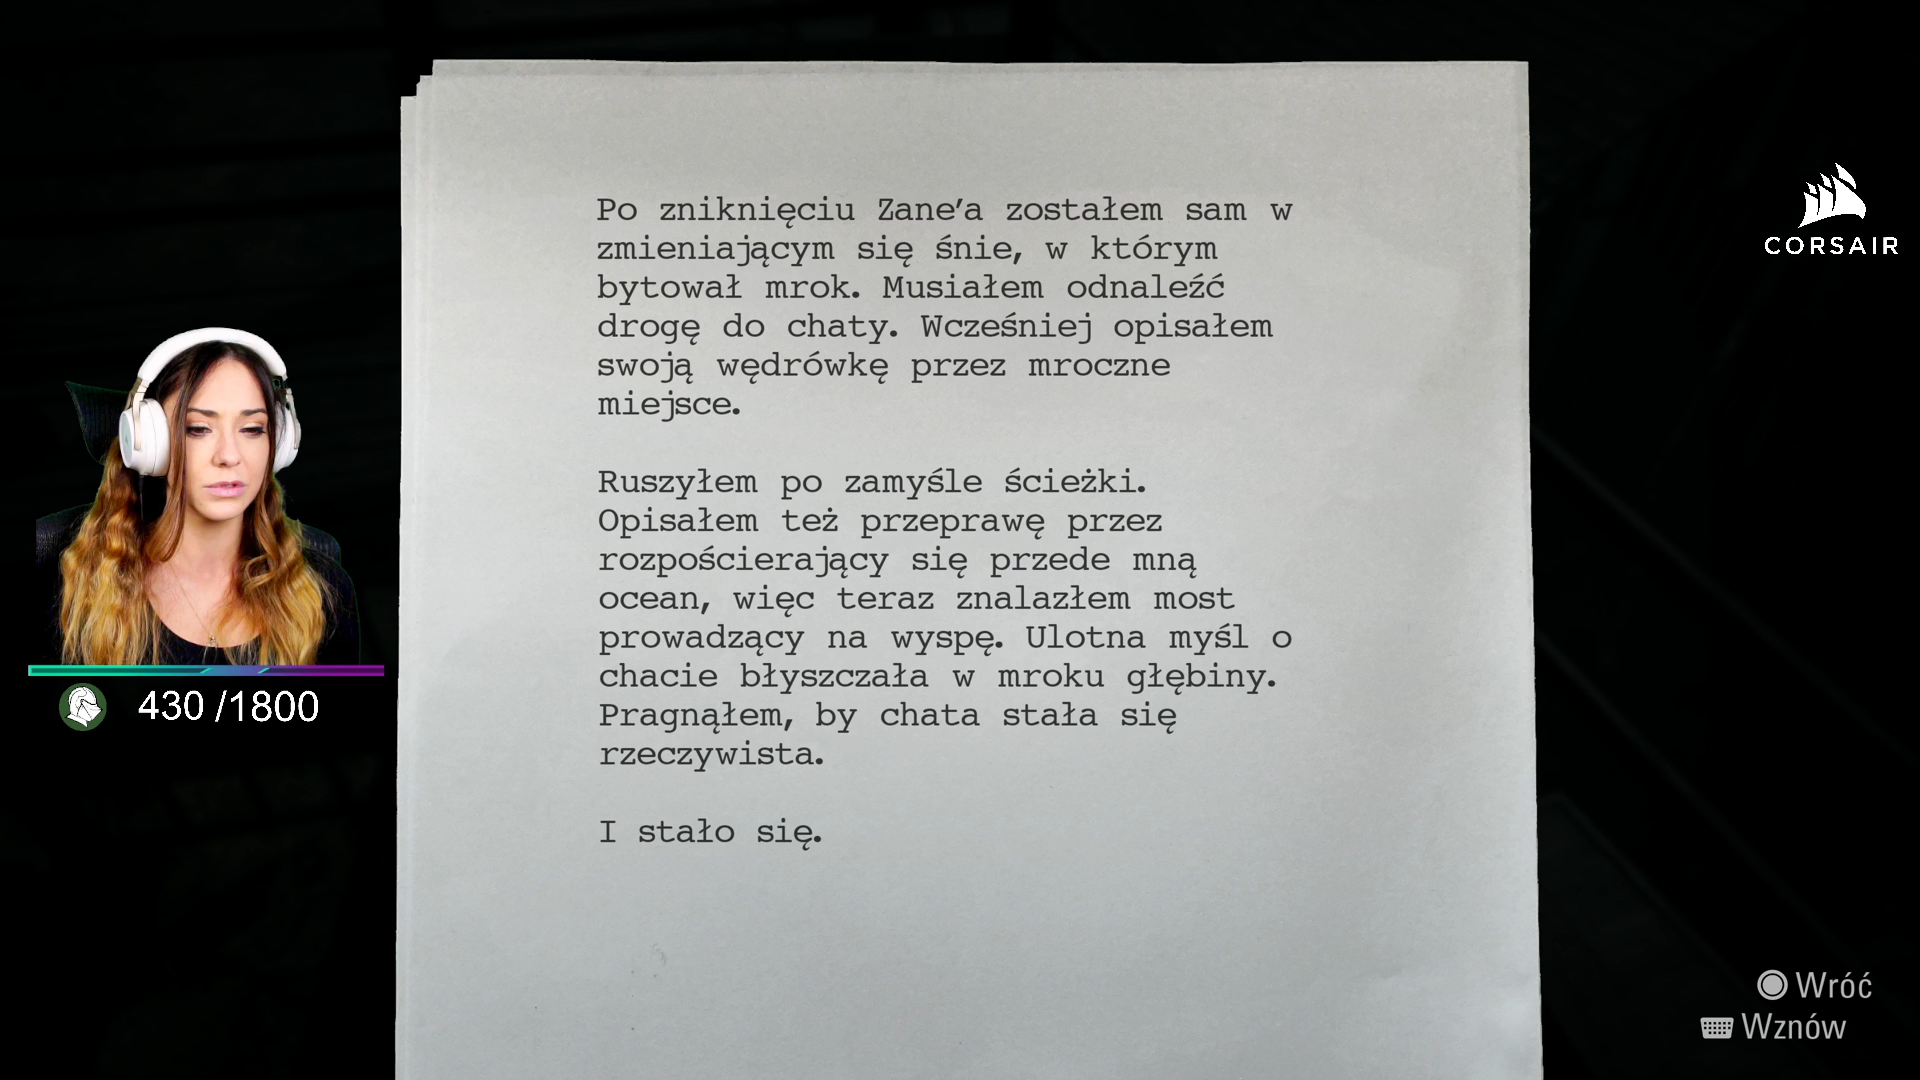 Po zniknięciu Zane'a zostałem sam w
zmieniającym się śnie, w którym
bytował mrok. Musiałem odnaleźć
drogę do chaty. Wcześniej opisałem
swoją wędrówkę przez mroczne
miejsce.
Ruszyłem po zamyśle ścieżki.
Opisałem też przeprawę przez
rozpościerający się przede mną
ocean, więc teraz znalazłem most
prowadzący na wyspę. Ulotna myśl o
chacie błyszczała w mroku głębiny.
Pragnąłem, by chata stała się
rzeczywista.
I stało się.
CORSAIR
430 /1800
Wróć
Wznów